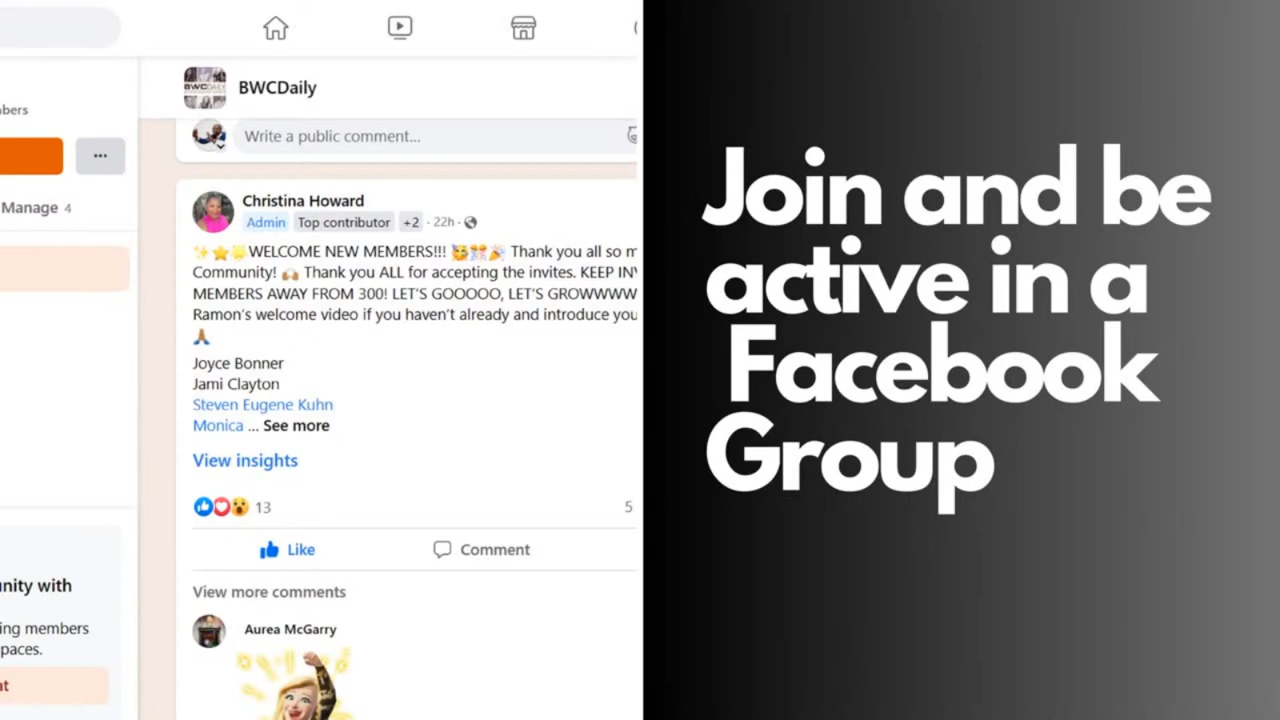 BWCDaily
Write a public comment...
nbers
...
Manage 4
Christina Howard
Admin Top contributor +2 · 22h ·
✨⭐🌟WELCOME NEW MEMBERS!!! 🥰🎊🎉 Thank you all so m
Community! 🙌🏽 Thank you ALL for accepting the invites. KEEP INV
MEMBERS AWAY FROM 300! LET'S GOOOOO, LET'S GROWWWW
Ramon's welcome video if you haven't already and introduce you
🙏🏽
Joyce Bonner
Jami Clayton
Steven Eugene Kuhn
Monica ... See more
View insights
13
5
Like
Comment
View more comments
Aurea McGarry
nity with
ing members
paces.
at
Join and be
active in a
Facebook
Group